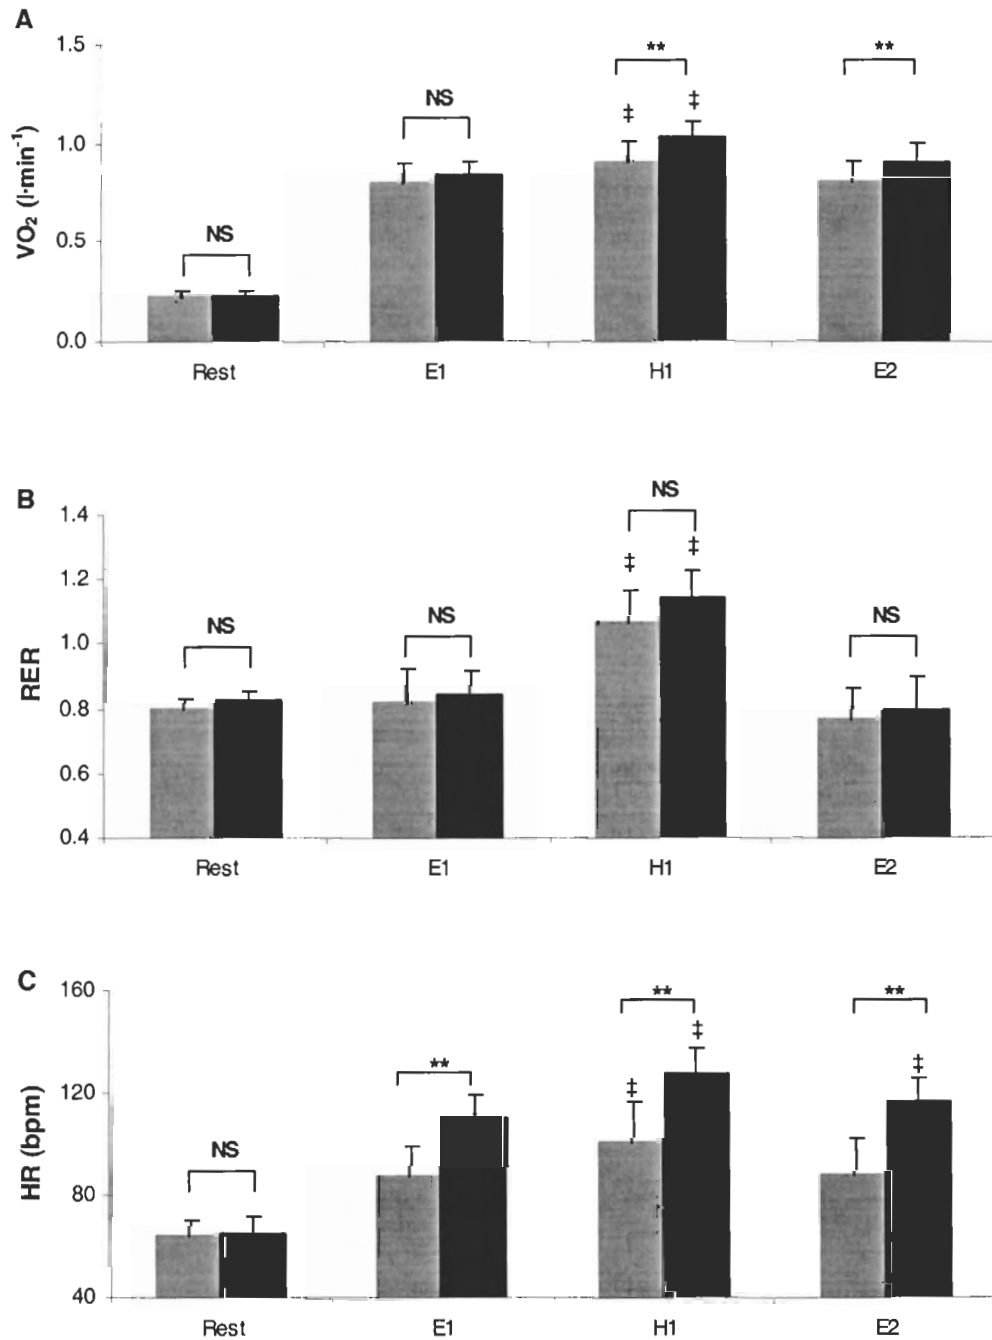 A
1.5
**
**
NS
‡
‡
1.0
VO₂ (l·min⁻¹)
NS
0.5
0.0
Rest E1 H1 E2
B
NS
1.4
‡
‡
1.2
NS
NS
NS
1.0
RER
0.8
0.6
0.4
Rest E1 H1 E2
C
160
**
**
‡
**
‡
‡
120
HR (bpm)
NS
80
40
Rest E1 H1 E2